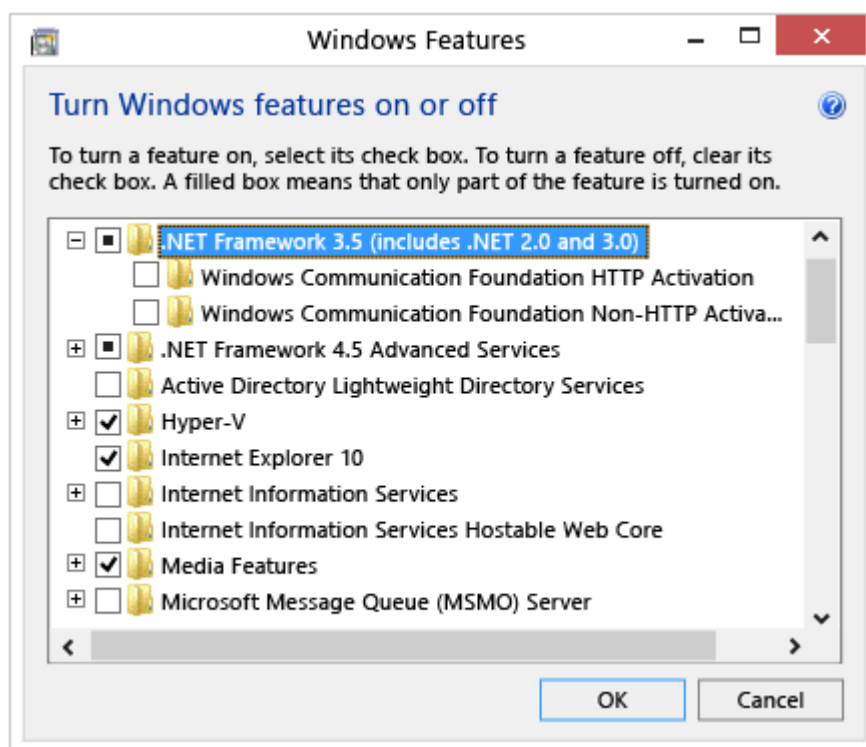 Windows Features
Turn Windows features on or off
To turn a feature on, select its check box. To turn a feature off, clear its
check box. A filled box means that only part of the feature is turned on.
.NET Framework 3.5 (includes .NET 2.0 and 3.0)
Windows Communication Foundation HTTP Activation
Windows Communication Foundation Non-HTTP Activa...
.NET Framework 4.5 Advanced Services
Active Directory Lightweight Directory Services
Hyper-V
Internet Explorer 10
Internet Information Services
Internet Information Services Hostable Web Core
Media Features
Microsoft Message Queue (MSMO) Server
OK Cancel